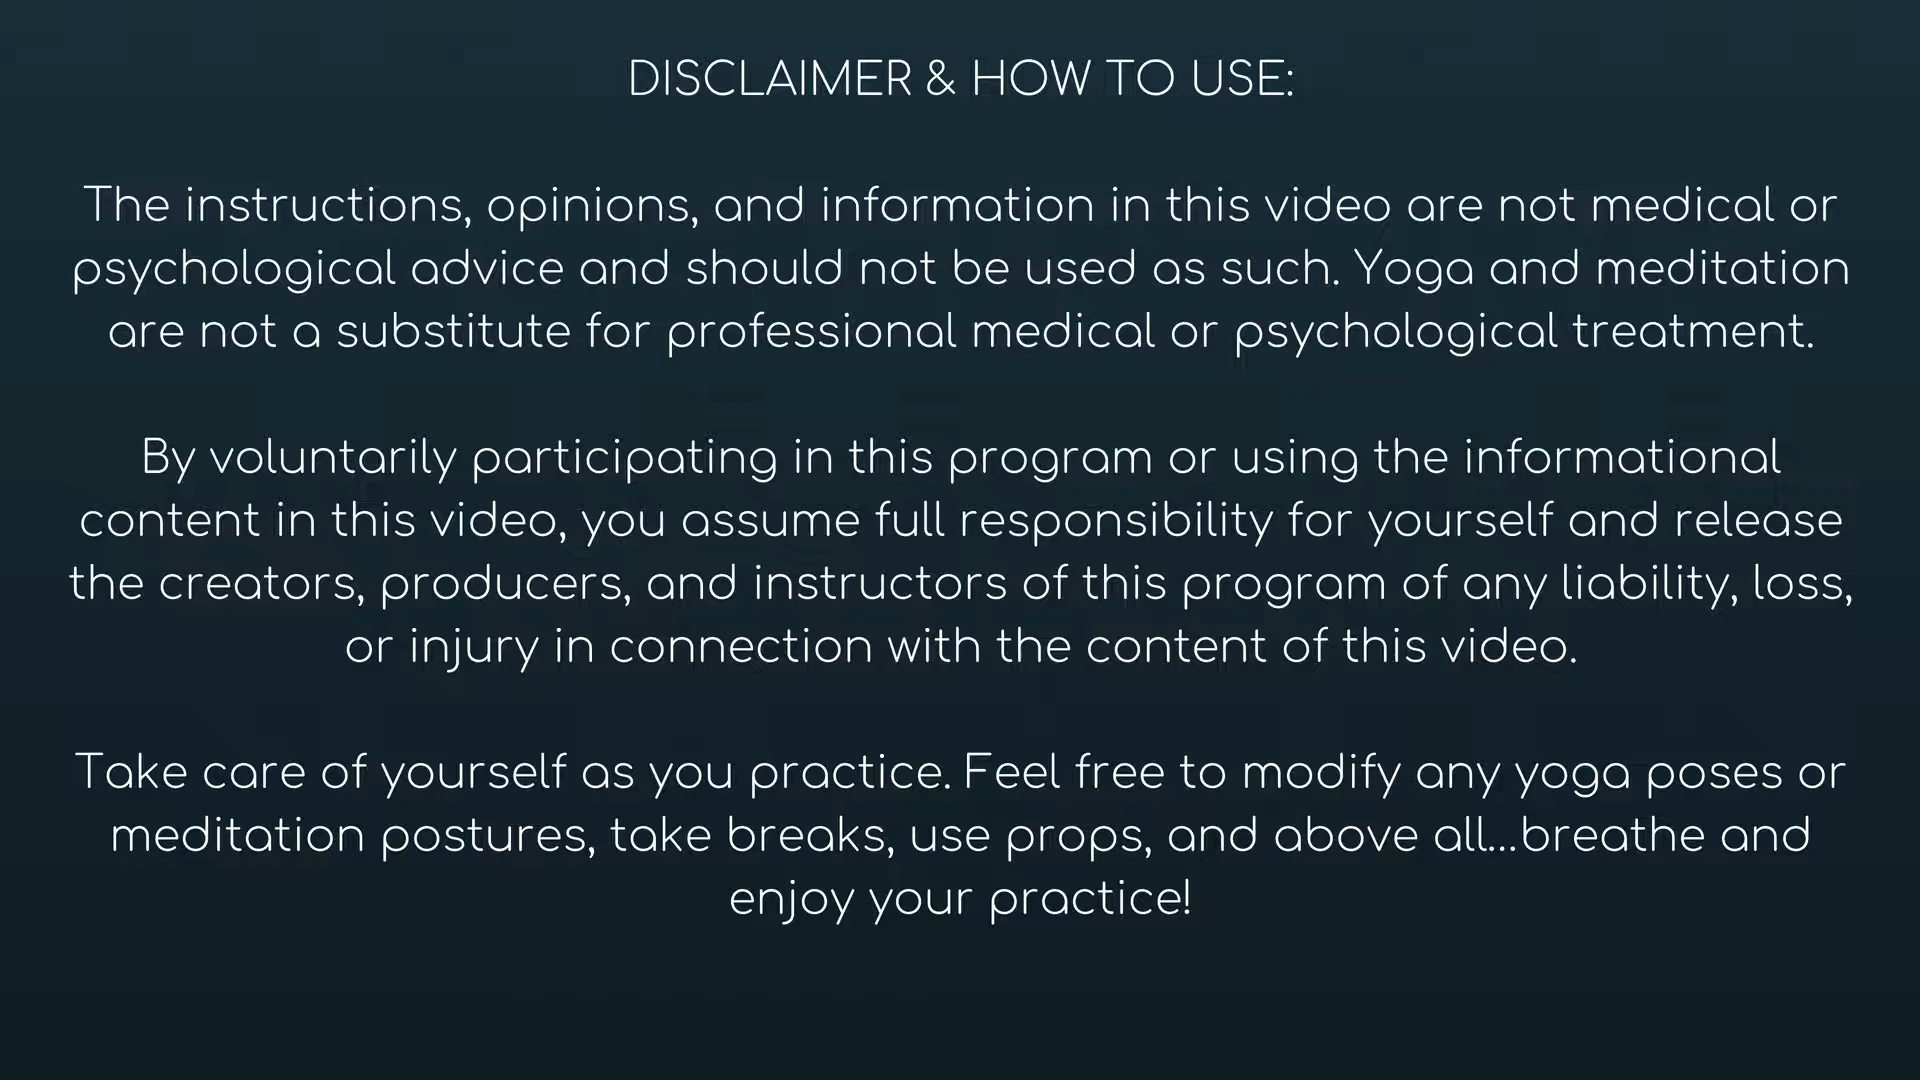 DISCLAIMER & HOW TO USE:
The instructions, opinions, and information in this video are not medical or
psychological advice and should not be used as such. Yoga and meditation
are not a substitute for professional medical or psychological treatment.
By voluntarily participating in this program or using the informational
content in this video, you assume full responsibility for yourself and release
the creators, producers, and instructors of this program of any liability, loss,
or injury in connection with the content of this video.
Take care of yourself as you practice. Feel free to modify any yoga poses or
meditation postures, take breaks, use props, and above all...breathe and
enjoy your practice!